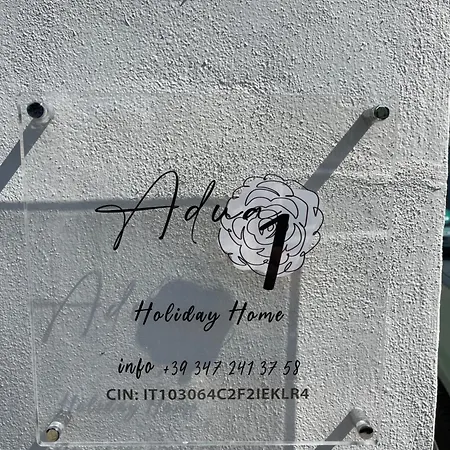 Adua 1
Holiday Home
info +39 347 241 37 58
CIN: IT103064C2F2IEKLR4